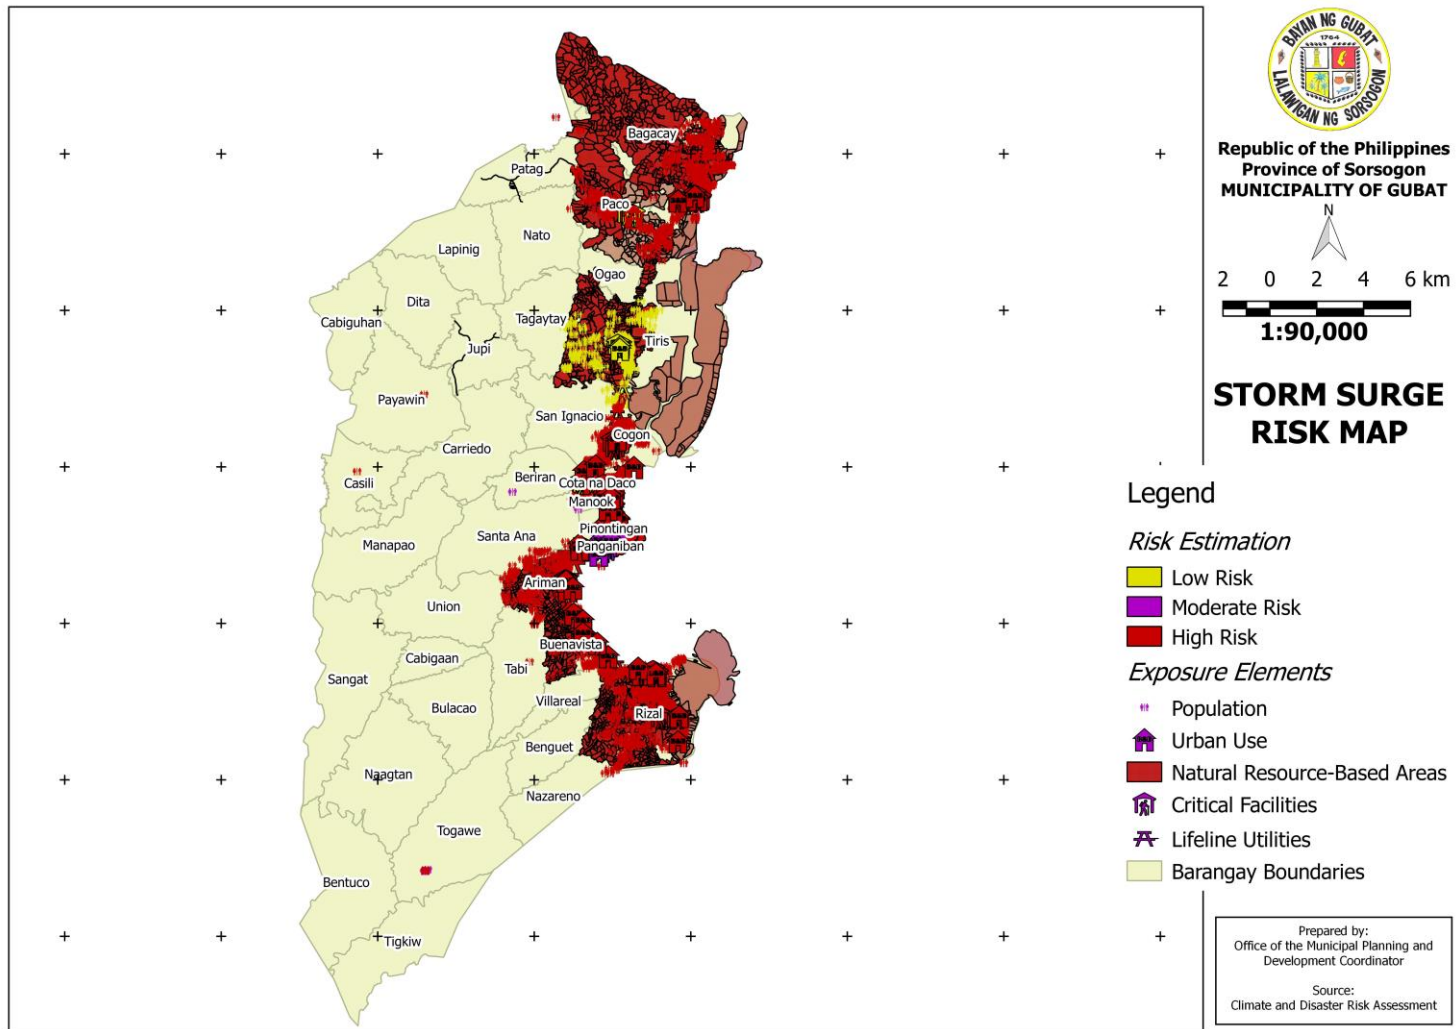 BAYAN NG GUBAT
1764
LALAWIGAN NG SORSOGON
Republic of the Philippines
Province of Sorsogon
MUNICIPALITY OF GUBAT
N
2 0 2 4 6 km
1:90,000
STORM SURGE
RISK MAP
Legend
Risk Estimation
Low Risk
Moderate Risk
High Risk
Exposure Elements
Population
Urban Use
Natural Resource-Based Areas
Critical Facilities
Lifeline Utilities
Barangay Boundaries
Prepared by:
Office of the Municipal Planning and
Development Coordinator
Source:
Climate and Disaster Risk Assessment
Bagacay
Patag
Paco
Nato
Lapinig
Ogao
Dita
Tagaytay
Cabiguhan
Tiris
Jupi
Payawin
San Ignacio
Cogon
Carriedo
Beriran
Casili
Cota na Daco
Manook
Pinontingan
Santa Ana
Manapao
Panganiban
Ariman
Union
Buenavista
Cabigaan
Tabi
Sangat
Villareal
Bulacao
Rizal
Benguet
Naagtan
Nazareno
Togawe
Bentuco
Tigkiw